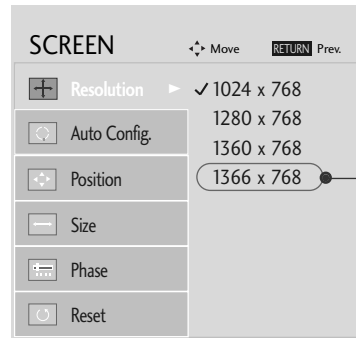 SCREEN
Move RETURN Prev.
Resolution
✓ 1024 x 768
1280 x 768
1360 x 768
1366 x 768
Auto Config.
Position
Size
Phase
Reset